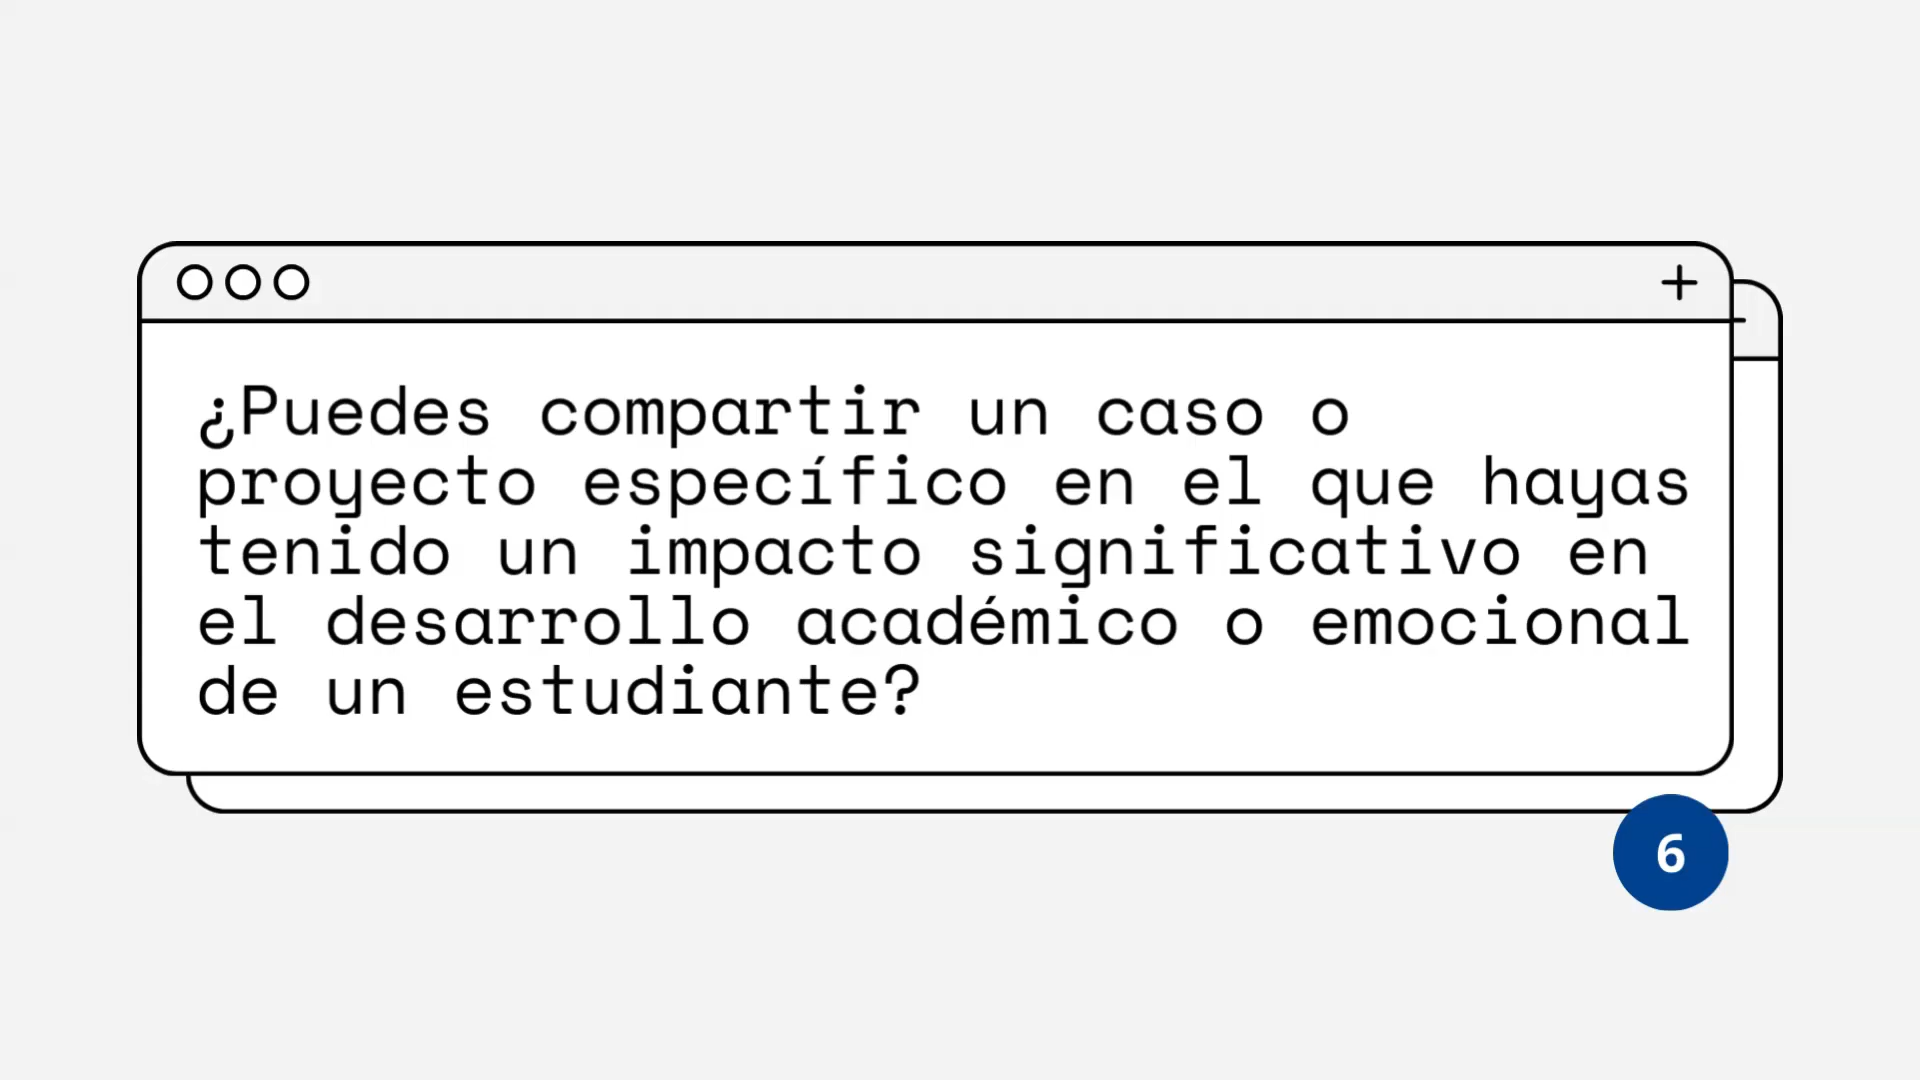 ¿Puedes compartir un caso o
proyecto específico en el que hayas
tenido un impacto significativo en
el desarrollo académico o emocional
de un estudiante?
6